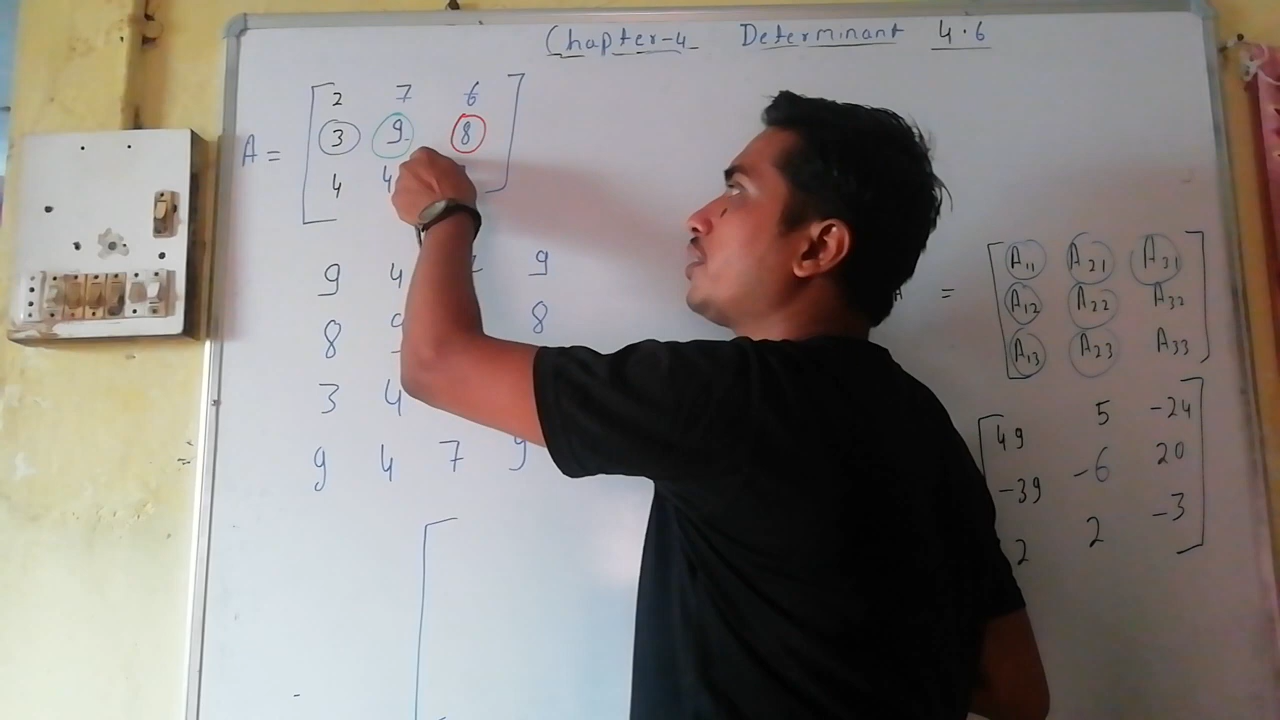 Chapter-4 Determinant 4.6
2 7 6
A = 3 9 8
4 4
9 4 9
8 9 8
3 4
9 4 7 9
A11 A21 A31
= A12 A22 A32
A13 A23 A33
49 5 -24
-39 -6 20
2 2 -3